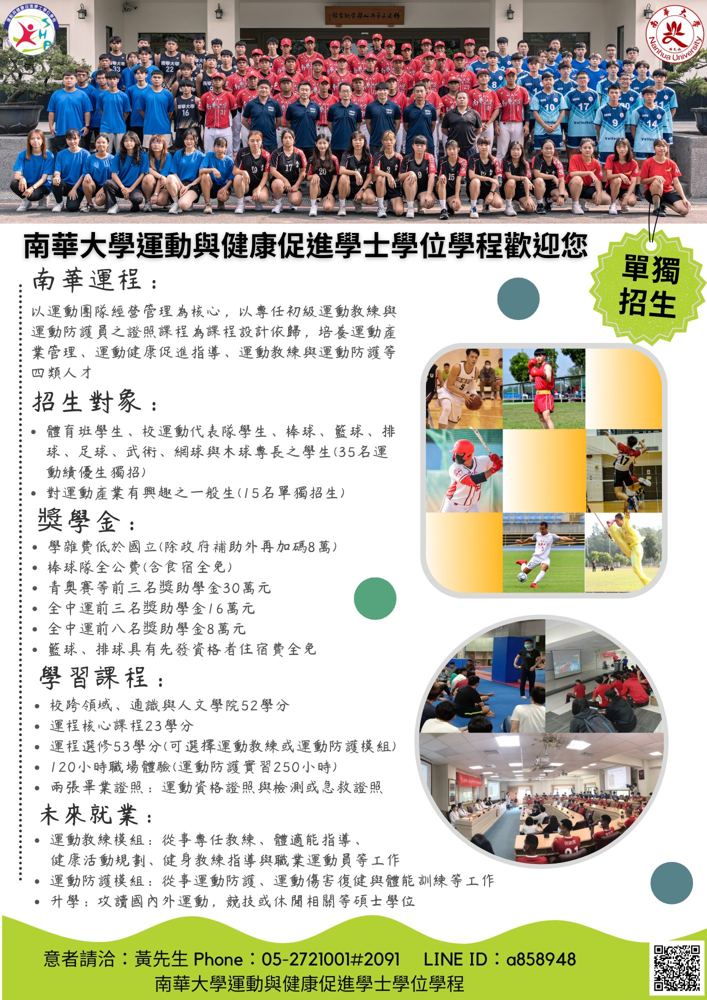 運動與健康促進學士學位學程
SHP
南華大學
Nanhua University
佛光山
南華大學運動與健康促進學士學位學程歡迎您
單獨
招生
南華運程：
以運動團隊經營管理為核心，以專任初級運動教練與
運動防護員之證照課程為課程設計依歸，培養運動產
業管理、運動健康促進指導、運動教練與運動防護等
四類人才
招生對象：
• 體育班學生、校運動代表隊學生、棒球、籃球、排
球、足球、武術、網球與木球專長之學生(35名運
動績優生獨招)
• 對運動產業有興趣之一般生(15名單獨招生)
獎學金：
• 學雜費低於國立(除政府補助外再加碼8萬)
• 棒球隊全公費(含食宿全免)
• 青奧賽等前三名獎助學金30萬元
• 全中運前三名獎助學金16萬元
• 全中運前八名獎助學金8萬元
• 籃球、排球具有先發資格者住宿費全免
學習課程：
• 校跨領域、通識與人文學院52學分
• 運程核心課程23學分
• 運程選修53學分(可選擇運動教練或運動防護模組)
• 120小時職場體驗(運動防護實習250小時)
• 兩張畢業證照：運動資格證照與檢測或急救證照
未來就業：
• 運動教練模組：從事專任教練、體適能指導、
健康活動規劃、健身教練指導與職業運動員等工作
• 運動防護模組：從事運動防護、運動傷害復健與體能訓練等工作
• 升學：攻讀國內外運動，競技或休閒相關等碩士學位
意者請洽：黃先生 Phone：05-2721001#2091 LINE ID：a858948
南華大學運動與健康促進學士學位學程